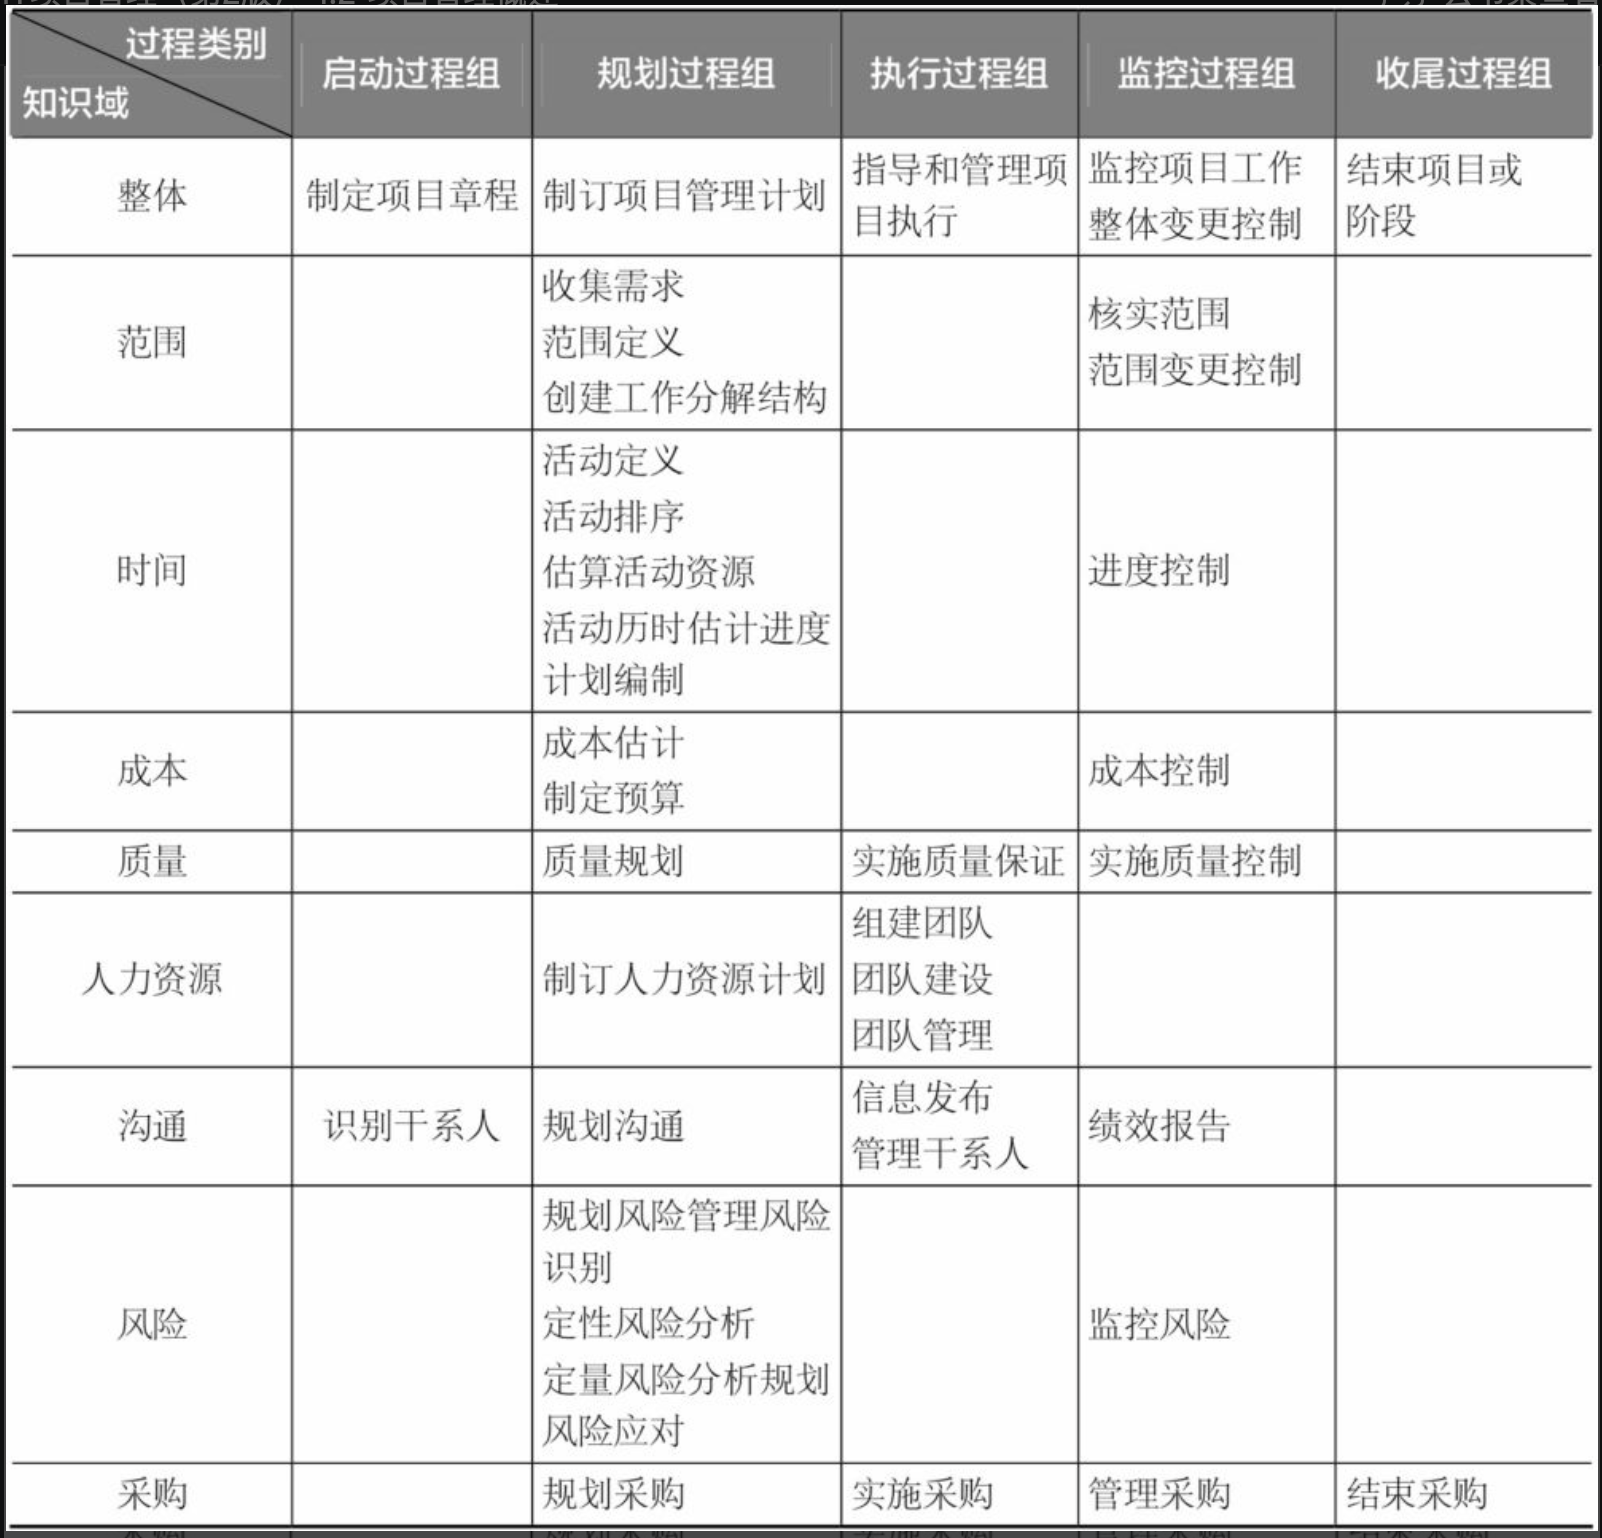 过程类别
知识域
启动过程组
规划过程组
执行过程组
监控过程组
收尾过程组
整体
制定项目章程
制订项目管理计划
指导和管理项
目执行
监控项目工作
整体变更控制
结束项目或
阶段
范围
收集需求
范围定义
创建工作分解结构
核实范围
范围变更控制
时间
活动定义
活动排序
估算活动资源
活动历时估计进度
计划编制
进度控制
成本
成本估计
制定预算
成本控制
质量
质量规划
实施质量保证
实施质量控制
人力资源
制订人力资源计划
组建团队
团队建设
团队管理
沟通
识别干系人
规划沟通
信息发布
管理干系人
绩效报告
风险
规划风险管理风险
识别
定性风险分析
定量风险分析规划
风险应对
监控风险
采购
规划采购
实施采购
管理采购
结束采购